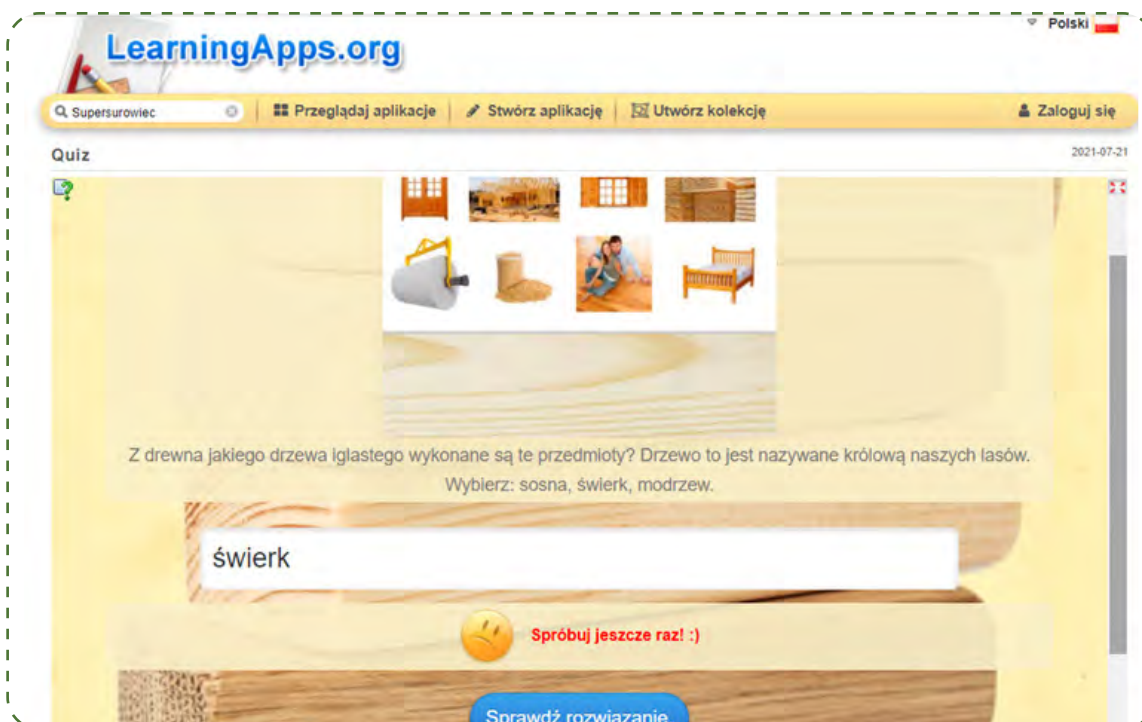 Polski
LearningApps.org
Supersurowiec
Przeglądaj aplikacje
Stwórz aplikację
Utwórz kolekcję
Zaloguj się
Quiz
2021-07-21
Z drewna jakiego drzewa iglastego wykonane są te przedmioty? Drzewo to jest nazywane królową naszych lasów.
Wybierz: sosna, świerk, modrzew.
świerk
Spróbuj jeszcze raz! :)
Sprawdź rozwiązanie